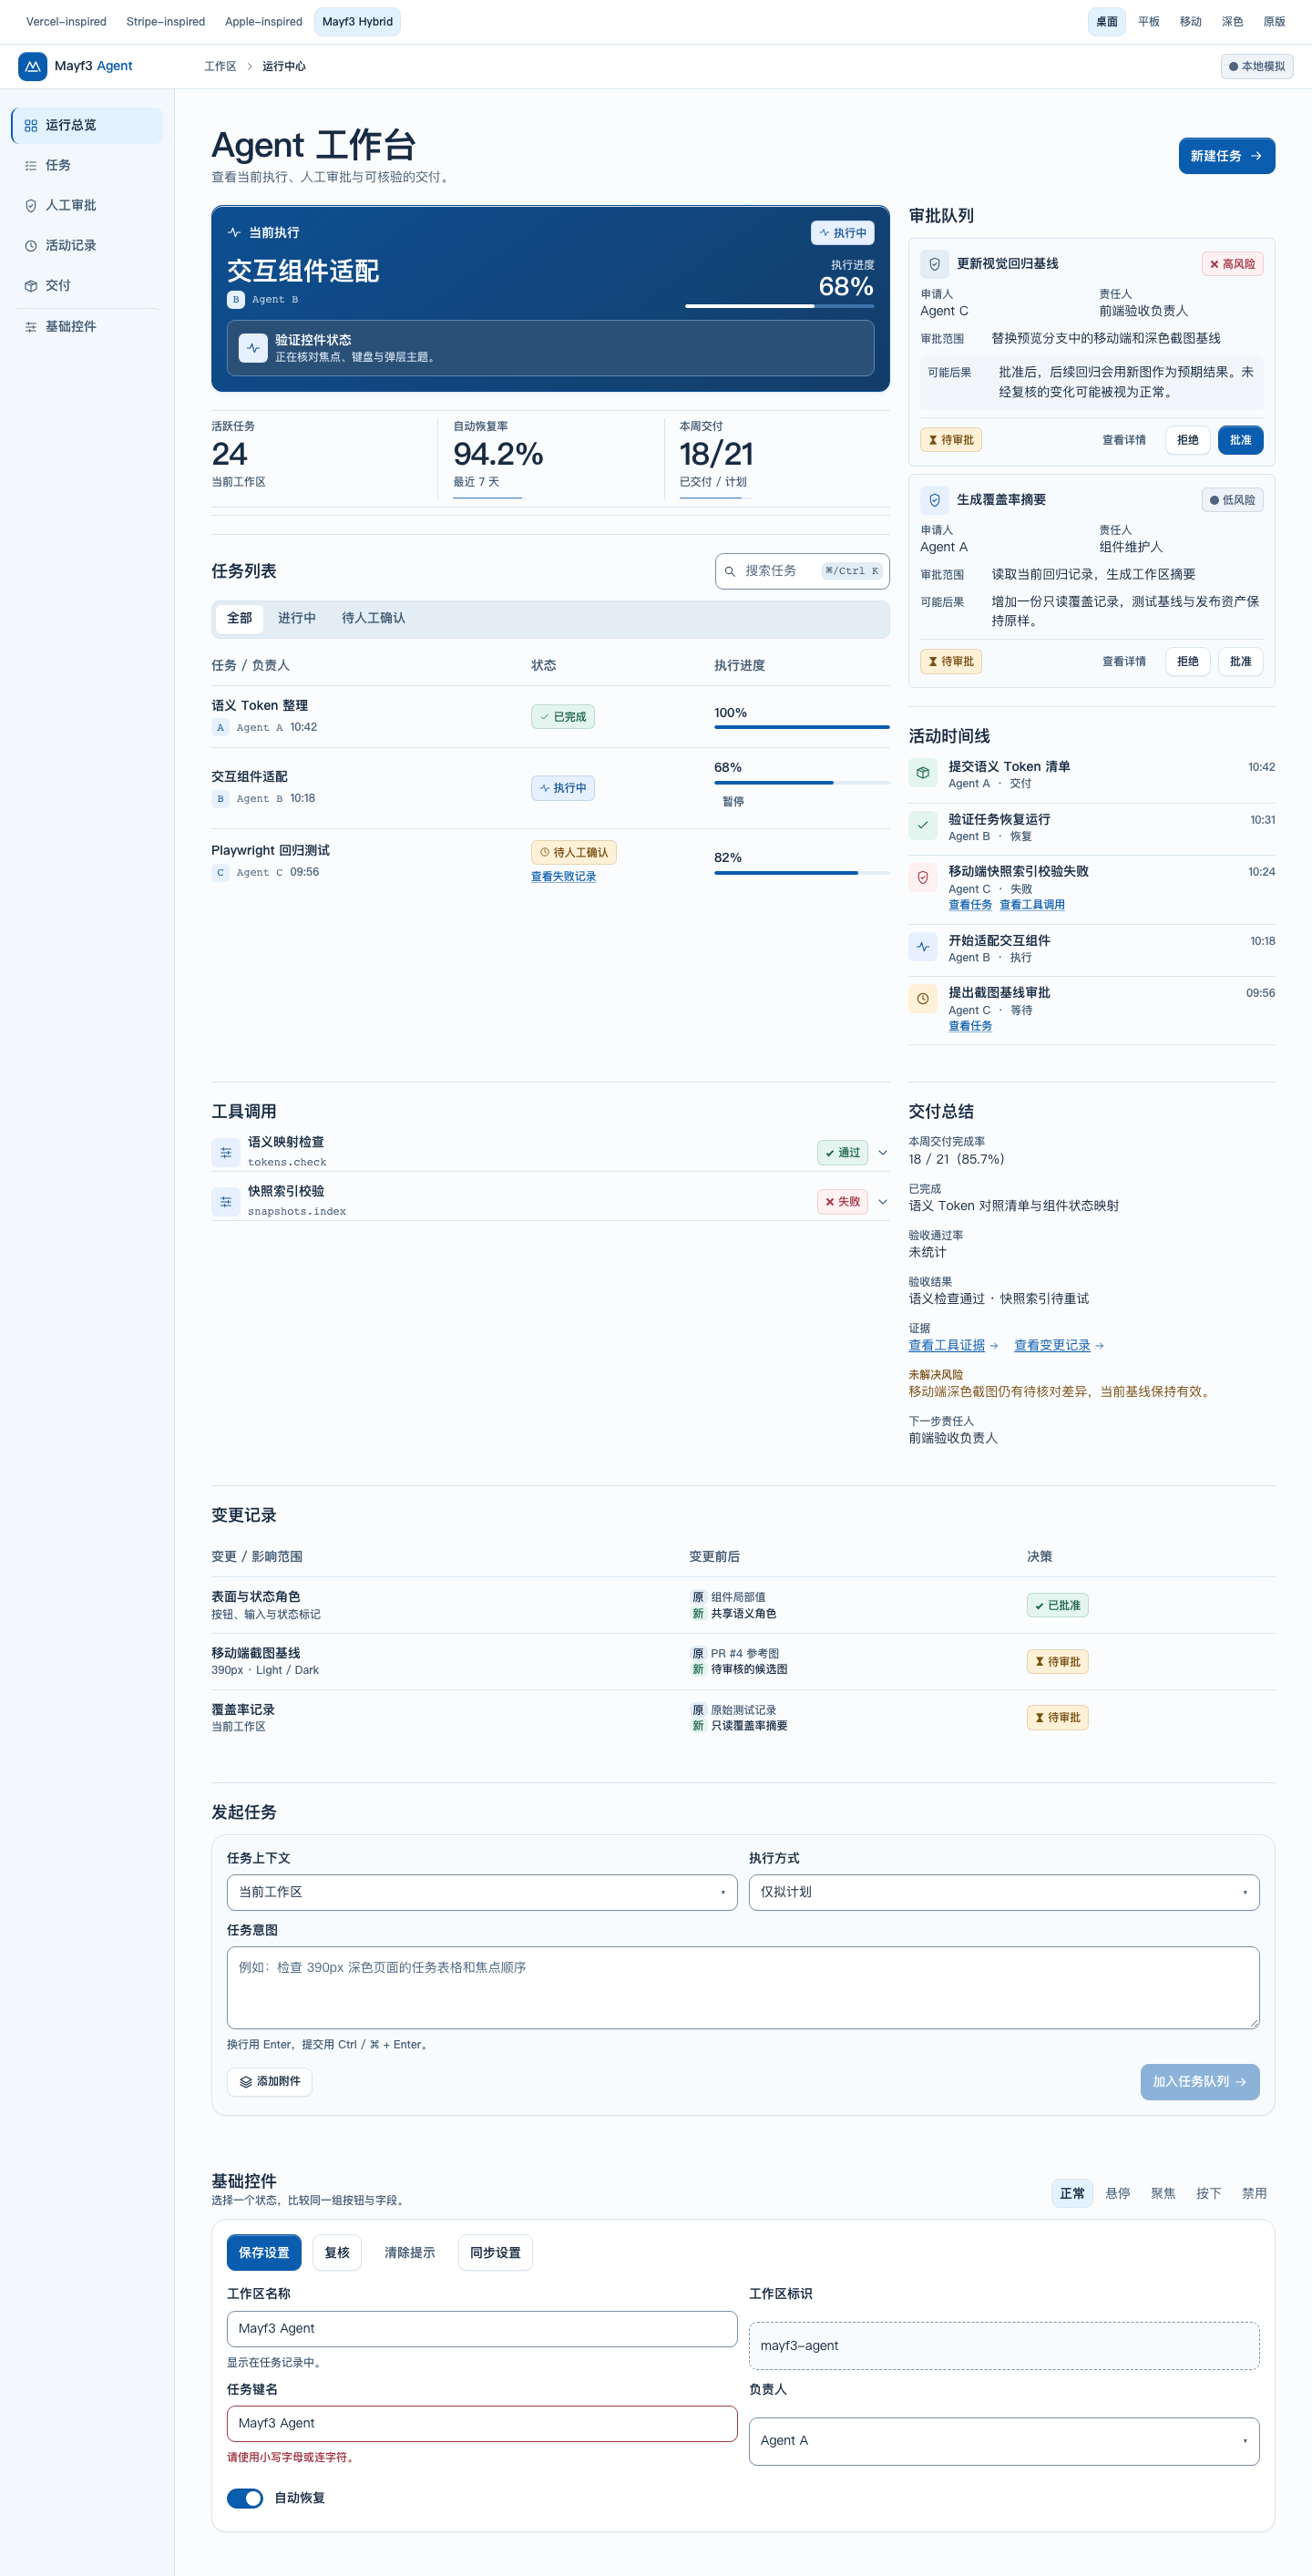 Vercel-inspired Stripe-inspired Apple-inspired Mayf3 Hybrid 桌面 平板 移动 深色 原版
Mayf3 Agent 工作区 > 运行中心 本地模拟
运行总览
任务
人工审批
活动记录
交付
基础控件
Agent 工作台
查看当前执行、人工审批与可核验的交付。
新建任务 →
当前执行 执行中
交互组件适配
B Agent B
执行进度
68%
验证控件状态
正在核对焦点、键盘与弹层主题。
活跃任务
24
当前工作区
自动恢复率
94.2%
最近 7 天
本周交付
18/21
已交付 / 计划
任务列表
搜索任务 ⌘/Ctrl K
全部 进行中 待人工确认
任务 / 负责人 状态 执行进度
语义 Token 整理
A Agent A 10:42
已完成
100%
交互组件适配
B Agent B 10:18
执行中
68%
暂停
Playwright 回归测试
C Agent C 09:56
待人工确认
查看失败记录
82%
审批队列
更新视觉回归基线 高风险
申请人 责任人
Agent C 前端验收负责人
审批范围 替换预览分支中的移动端和深色截图基线
可能后果 批准后，后续回归会用新图作为预期结果。未
经复核的变化可能被视为正常。
待审批 查看详情 拒绝 批准
生成覆盖率摘要 低风险
申请人 责任人
Agent A 组件维护人
审批范围 读取当前回归记录，生成工作区摘要
可能后果 增加一份只读覆盖记录，测试基线与发布资产保
持原样。
待审批 查看详情 拒绝 批准
活动时间线
提交语义 Token 清单 10:42
Agent A · 交付
验证任务恢复运行 10:31
Agent B · 恢复
移动端快照索引校验失败 10:24
Agent C · 失败
查看任务 查看工具调用
开始适配交互组件 10:18
Agent B · 执行
提出截图基线审批 09:56
Agent C · 等待
查看任务
工具调用
语义映射检查
tokens.check
通过
快照索引校验
snapshots.index
失败
交付总结
本周交付完成率
18 / 21（85.7%）
已完成
语义 Token 对照清单与组件状态映射
验收通过率
未统计
验收结果
语义检查通过 · 快照索引待重试
证据
查看工具证据 → 查看变更记录 →
未解决风险
移动端深色截图仍有待核对差异，当前基线保持有效。
下一步责任人
前端验收负责人
变更记录
变更 / 影响范围 变更前后 决策
表面与状态角色
按钮、输入与状态标记
原 组件局部值
新 共享语义角色
已批准
移动端截图基线
390px · Light / Dark
原 PR #4 参考图
新 待审核的候选图
待审批
覆盖率记录
当前工作区
原 原始测试记录
新 只读覆盖率摘要
待审批
发起任务
任务上下文 执行方式
当前工作区 仅拟计划
任务意图
例如：检查 390px 深色页面的任务表格和焦点顺序
换行用 Enter，提交用 Ctrl / ⌘ + Enter。
添加附件 加入任务队列 →
基础控件
选择一个状态，比较同一组按钮与字段。
正常 悬停 聚焦 按下 禁用
保存设置 复核 清除提示 同步设置
工作区名称 工作区标识
Mayf3 Agent mayf3-agent
显示在任务记录中。
任务键名 负责人
Mayf3 Agent Agent A
请使用小写字母或连字符。
自动恢复